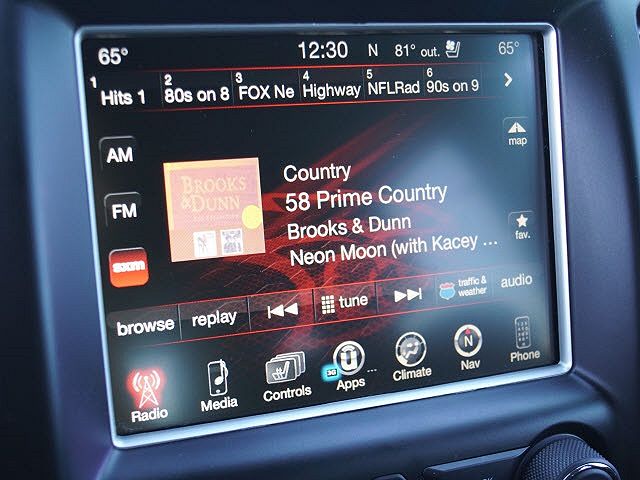 65° 12:30 N 81° out. 65°
1 2 3 4 5 6
Hits 1 80s on 8 FOX Ne Highway NFLRad 90s on 9
AM
map
BROOKS
& DUNN
Country
58 Prime Country
FM
Brooks & Dunn
Neon Moon (with Kacey ...
fav.
sxm
browse replay tune traffic & weather audio
3G
N
Radio Media Controls Apps ... Climate Nav Phone